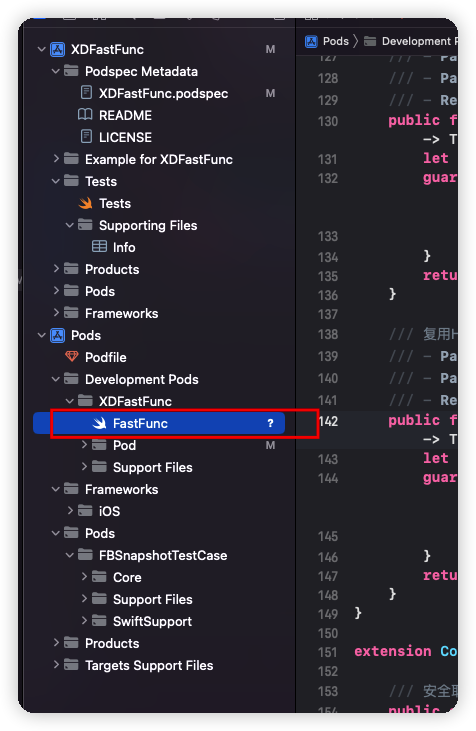 XDFastFunc M
Podspec Metadata
XDFastFunc.podspec M
README
LICENSE
Example for XDFastFunc
Tests
Tests
Supporting Files
Info
Products
Pods
Frameworks
Pods
Podfile
Development Pods
XDFastFunc
FastFunc ?
Pod M
Support Files
Frameworks
iOS
Pods
FBSnapshotTestCase
Core
Support Files
SwiftSupport
Products
Targets Support Files
Pods Development P
127 /// - Pa
128 /// - Pa
129 /// - Re
130 public f
-> T
131 let
132 guar
133
134 }
135 retu
136 }
137
138 /// 复用H
139 /// - Pa
140 /// - Pa
141 /// - Re
142 public f
-> T
143 let
144 guar
145
146 }
147 retu
148 }
149 }
150
151 extension Co
152
153 /// 安全取
154